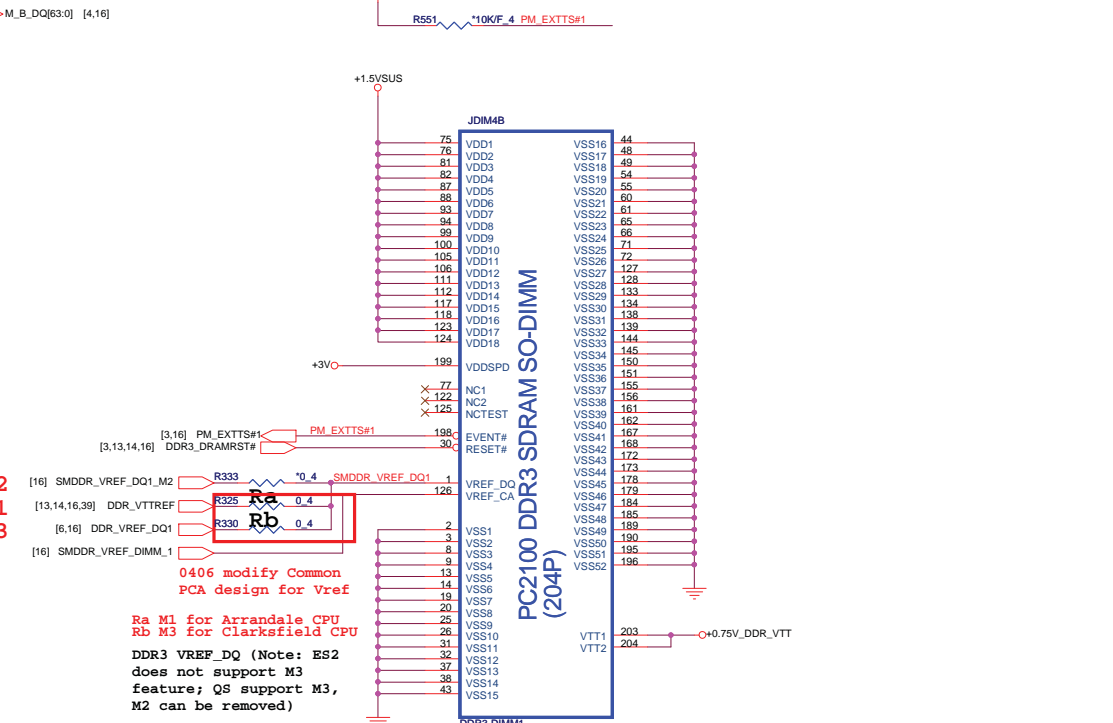 M_B_DQ[63:0] [4,16]
R551 *10K/F_4 PM_EXTTS#1
+1.5VSUS
JDIM4B
75 VDD1 VSS16 44
76 VDD2 VSS17 48
81 VDD3 VSS18 49
82 VDD4 VSS19 54
87 VDD5 VSS20 55
88 VDD6 VSS21 60
93 VDD7 VSS22 61
94 VDD8 VSS23 65
99 VDD9 VSS24 66
100 VDD10 VSS25 71
105 VDD11 VSS26 72
106 VDD12 VSS27 127
111 VDD13 VSS28 128
112 VDD14 VSS29 133
117 VDD15 VSS30 134
118 VDD16 VSS31 138
123 VDD17 VSS32 139
124 VDD18 VSS33 144
VSS34 145
+3V 199 VDDSPD VSS35 150
VSS36 151
77 NC1 VSS37 155
122 NC2 VSS38 156
125 NCTEST VSS39 161
VSS40 162
[3,16] PM_EXTTS#1 PM_EXTTS#1 198 EVENT# VSS41 167
[3,13,14,16] DDR3_DRAMRST# 30 RESET# VSS42 168
VSS43 172
VSS44 173
2 [16] SMDDR_VREF_DQ1_M2 R333 *0_4 SMDDR_VREF_DQ1 1 VREF_DQ VSS45 178
126 VREF_CA VSS46 179
1 [13,14,16,39] DDR_VTTREF R325 Ra 0_4 VSS47 184
VSS48 185
3 [6,16] DDR_VREF_DQ1 R330 Rb 0_4 2 VSS1 VSS49 189
3 VSS2 VSS50 190
[16] SMDDR_VREF_DIMM_1 8 VSS3 VSS51 195
9 VSS4 VSS52 196
13 VSS5
14 VSS6
19 VSS7
20 VSS8
25 VSS9
26 VSS10 VTT1 203 +0.75V_DDR_VTT
31 VSS11 VTT2 204
32 VSS12
37 VSS13
38 VSS14
43 VSS15
PC2100 DDR3 SDRAM SO-DIMM
(204P)
0406 modify Common
PCA design for Vref
Ra M1 for Arrandale CPU
Rb M3 for Clarksfield CPU
DDR3 VREF_DQ (Note: ES2
does not support M3
feature; QS support M3,
M2 can be removed)
DDR3-DIMM1